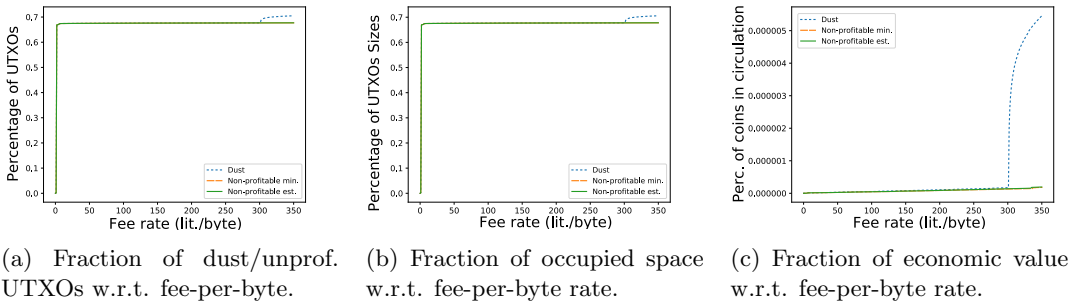 Percentage of UTXOs
0.7
0.6
0.5
0.4
0.3
0.2
0.1
0.0
Dust
Non-profitable min.
Non-profitable est.
0 50 100 150 200 250 300 350
Fee rate (lit./byte)
(a) Fraction of dust/unprof.
UTXOs w.r.t. fee-per-byte.
Percentage of UTXOs Sizes
0.7
0.6
0.5
0.4
0.3
0.2
0.1
0.0
Dust
Non-profitable min.
Non-profitable est.
0 50 100 150 200 250 300 350
Fee rate (lit./byte)
(b) Fraction of occupied space
w.r.t. fee-per-byte rate.
Perc. of coins in circulation
Dust
Non-profitable min.
Non-profitable est.
0.000005
0.000004
0.000003
0.000002
0.000001
0.000000
0 50 100 150 200 250 300 350
Fee rate (lit./byte)
(c) Fraction of economic value
w.r.t. fee-per-byte rate.